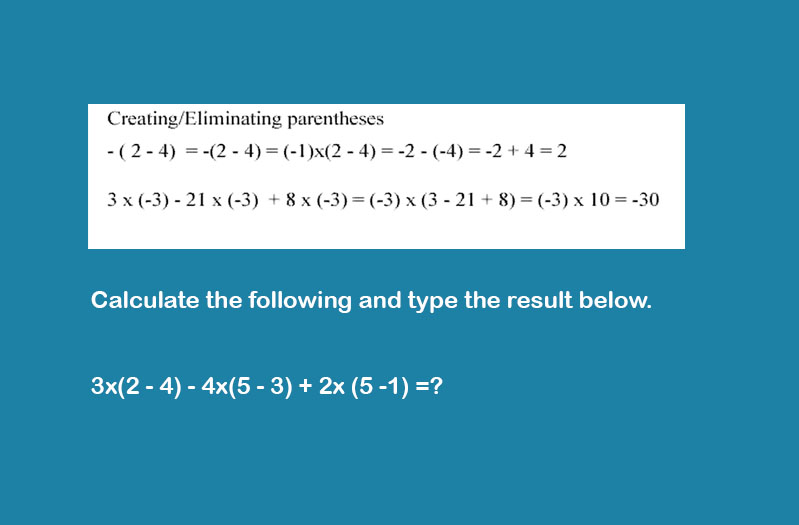 Creating/Eliminating parentheses
- ( 2 - 4)  = -(2 - 4) = (-1)x(2 - 4) = -2 - (-4) = -2 + 4 = 2
3 x (-3) - 21 x (-3)  + 8 x (-3) = (-3) x (3 - 21 + 8) = (-3) x 10 = -30
Calculate the following and type the result below.
3x(2 - 4) - 4x(5 - 3) + 2x (5 -1) =?